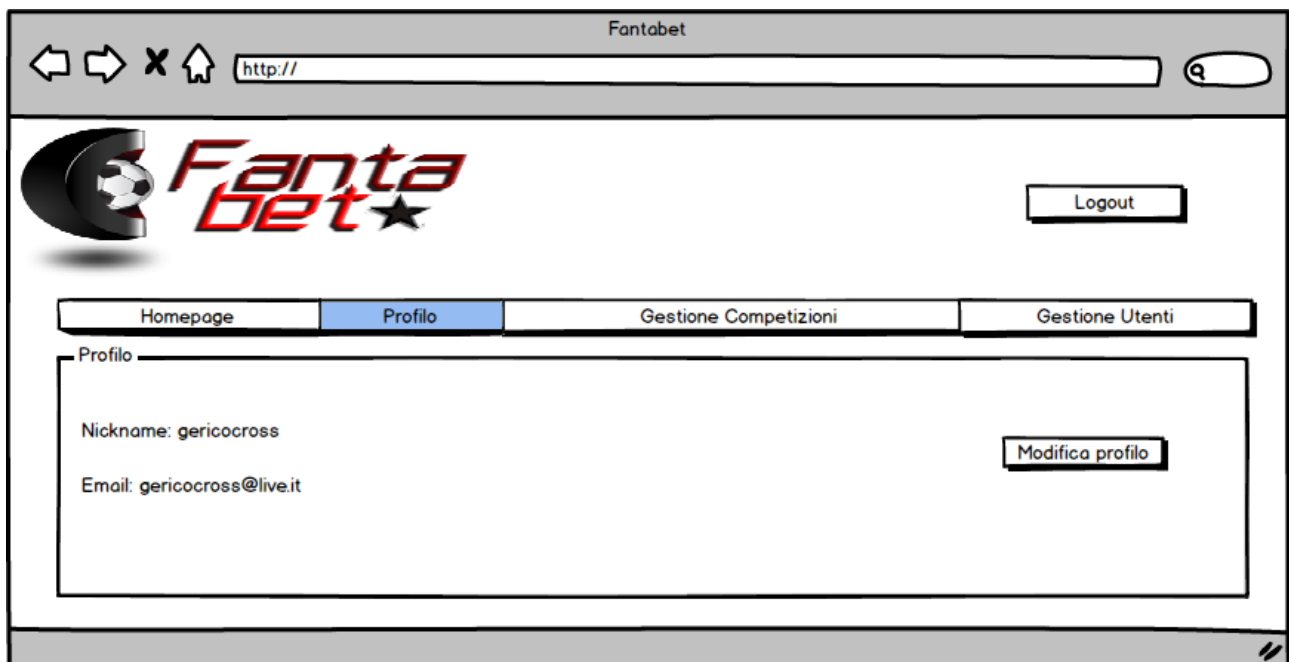 Fantabet
http://
Fanta
bet
Logout
Homepage Profilo Gestione Competizioni Gestione Utenti
Profilo
Nickname: gericocross
Modifica profilo
Email: gericocross@live.it